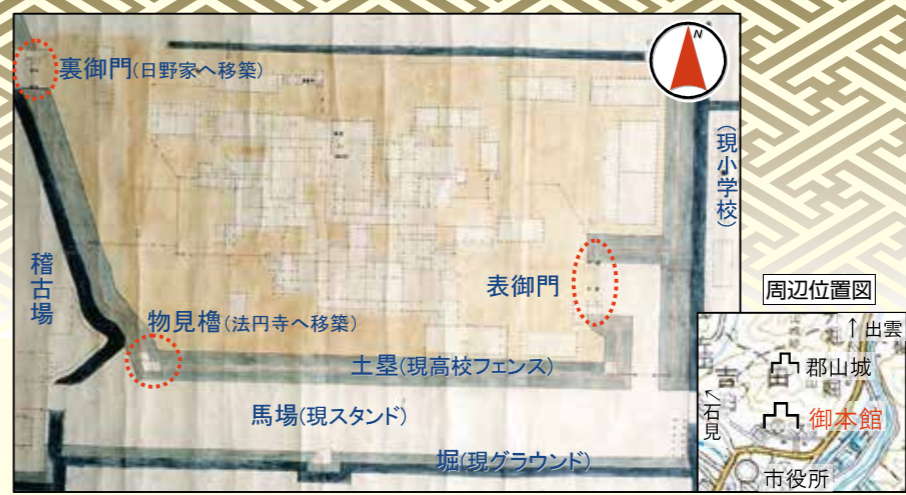 裏御門(日野家へ移築)
N
(現小学校)
稽古場
表御門
物見櫓(法円寺へ移築)
土塁(現高校フェンス)
馬場(現スタンド)
堀(現グラウンド)
周辺位置図
↑出雲
郡山城
吉田
←石見
御本館
市役所